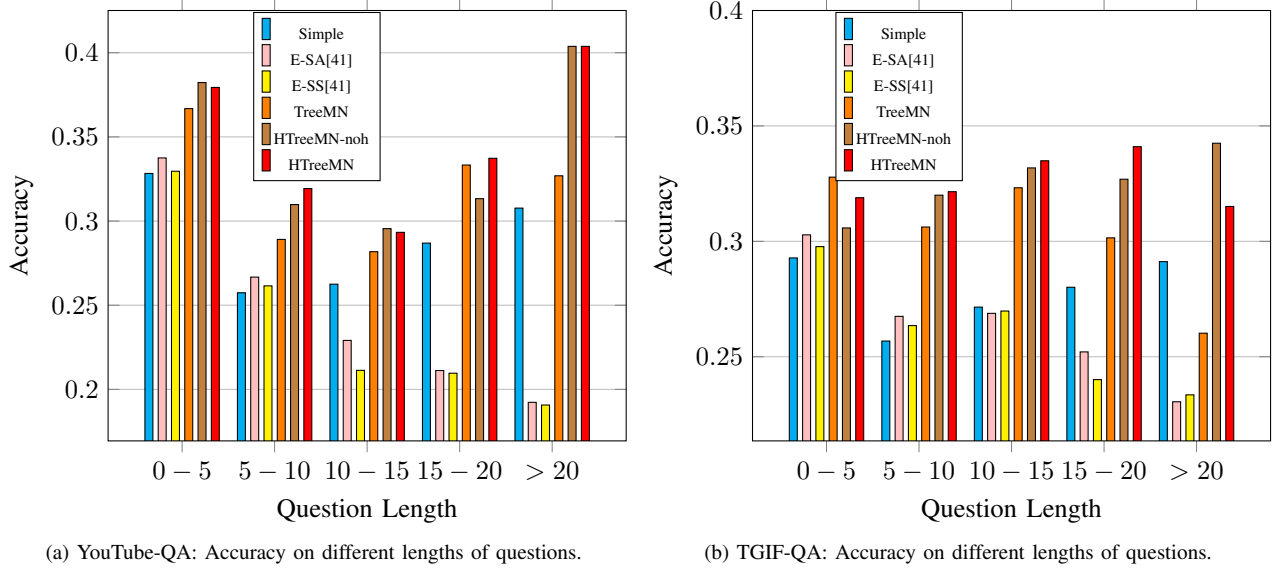 0.4
0.35
0.3
0.25
0.2
Accuracy
Simple
E-SA[41]
E-SS[41]
TreeMN
HTreeMN-noh
HTreeMN
0 – 5 5 – 10 10 – 15 15 – 20 > 20
Question Length
(a) YouTube-QA: Accuracy on different lengths of questions.
0.4
0.35
0.3
0.25
Accuracy
Simple
E-SA[41]
E-SS[41]
TreeMN
HTreeMN-noh
HTreeMN
0 – 5 5 – 10 10 – 15 15 – 20 > 20
Question Length
(b) TGIF-QA: Accuracy on different lengths of questions.